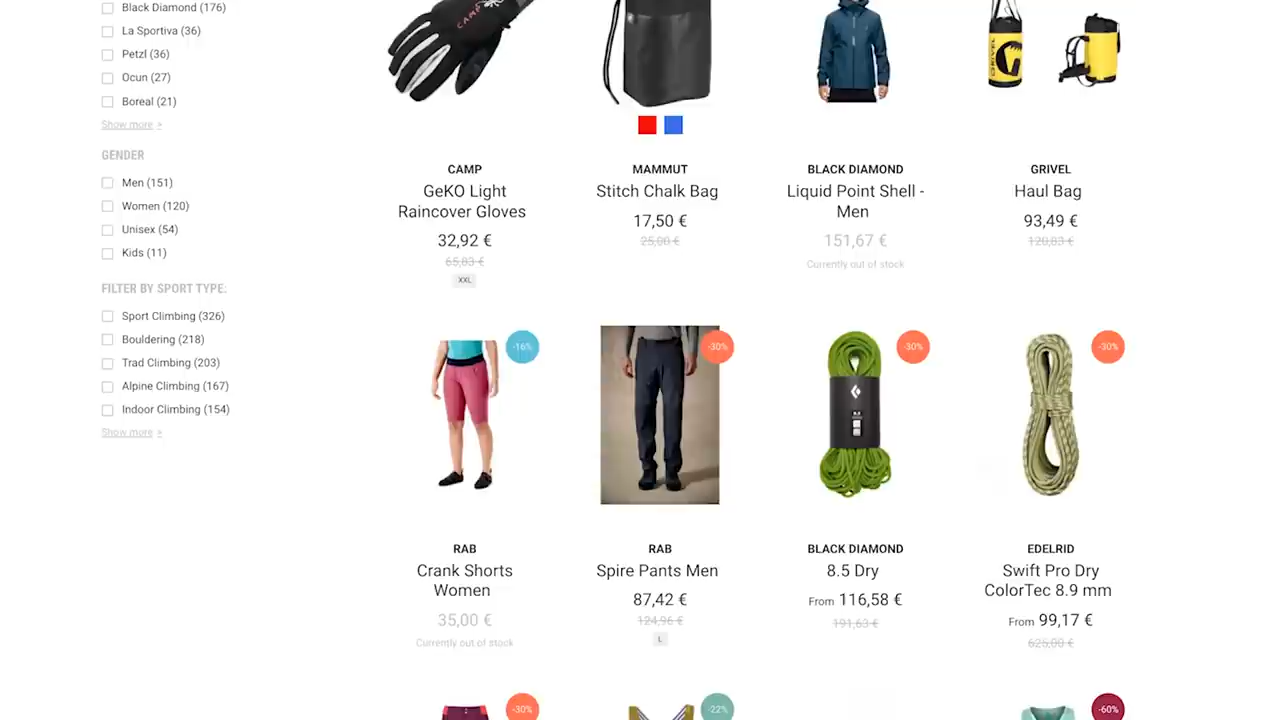 Black Diamond (176)
La Sportiva (36)
Petzl (36)
Ocun (27)
Boreal (21)
Show more +
GENDER
Men (151)
Women (120)
Unisex (54)
Kids (11)
FILTER BY SPORT TYPE:
Sport Climbing (326)
Bouldering (218)
Trad Climbing (203)
Alpine Climbing (167)
Indoor Climbing (154)
Show more +
CAMP
GRIVEL
CAMP
GeKO Light
Raincover Gloves
32,92 €
65,83 €
XXL
MAMMUT
Stitch Chalk Bag
17,50 €
25,00 €
BLACK DIAMOND
Liquid Point Shell -
Men
151,67 €
Currently out of stock
GRIVEL
Haul Bag
93,49 €
120,83 €
-16%
-30%
-30%
-30%
RAB
Crank Shorts
Women
35,00 €
Currently out of stock
RAB
Spire Pants Men
87,42 €
124,96 €
L
BLACK DIAMOND
8.5 Dry
From 116,58 €
191,63 €
EDELRID
Swift Pro Dry
ColorTec 8.9 mm
From 99,17 €
625,00 €
-30%
-22%
-60%